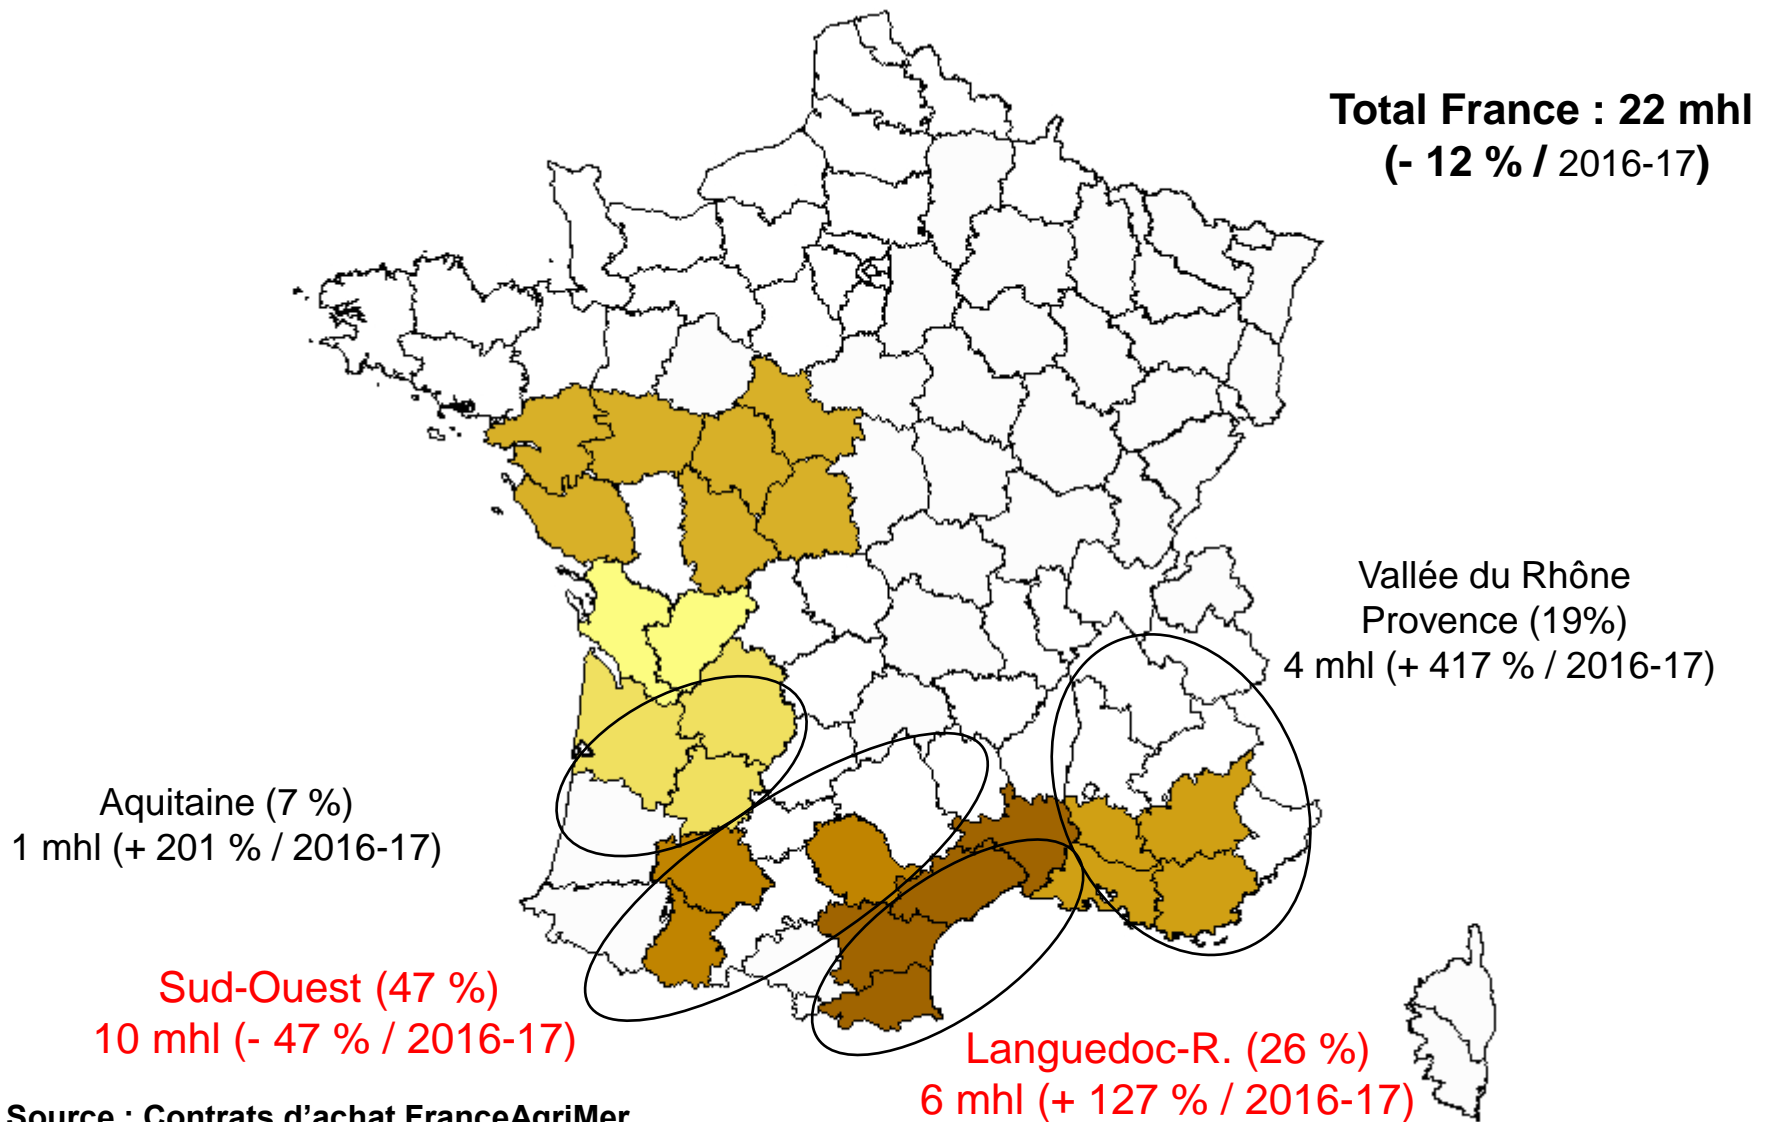 Total France : 22 mhl
(- 12 % / 2016-17)
Vallée du Rhône
Provence (19%)
4 mhl (+ 417 % / 2016-17)
Aquitaine (7 %)
1 mhl (+ 201 % / 2016-17)
Sud-Ouest (47 %)
10 mhl (- 47 % / 2016-17)
Languedoc-R. (26 %)
6 mhl (+ 127 % / 2016-17)
Source : Contrats d'achat FranceAgriMer